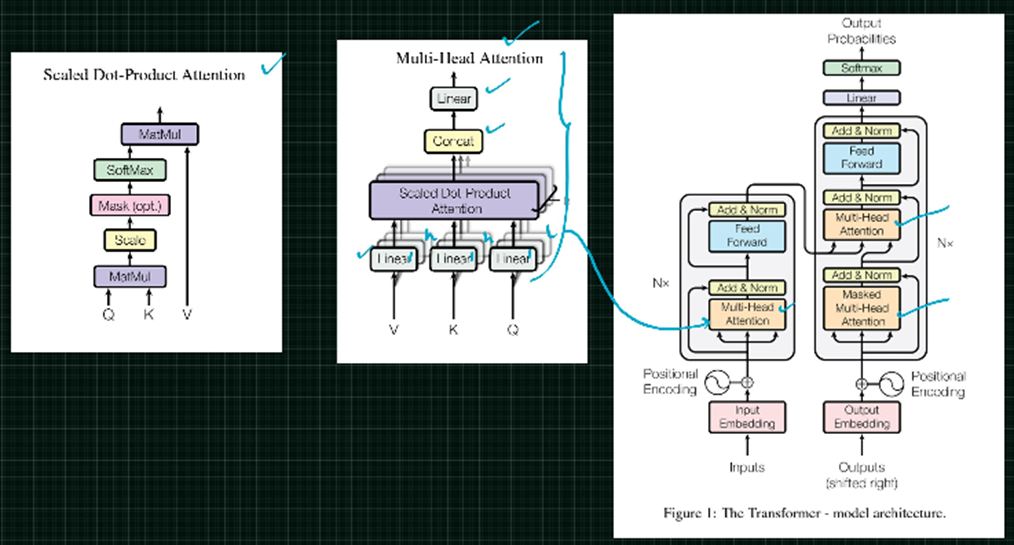 Scaled Dot-Product Attention
MatMul
SoftMax
Mask (opt.)
Scale
MatMul
Q K V
Multi-Head Attention
Linear
Concat
Scaled Dot-Product
Attention
h h
Linear Linear Linear
V K Q
Output
Probabilities
Softmax
Linear
Add & Norm
Feed
Forward
Add & Norm
Multi-Head
Attention
Nx
Add & Norm
Masked
Multi-Head
Attention
Add & Norm
Feed
Forward
Nx
Add & Norm
Multi-Head
Attention
Positional
Encoding
Positional
Encoding
Input
Embedding
Output
Embedding
Inputs
Outputs
(shifted right)
Figure 1: The Transformer - model architecture.